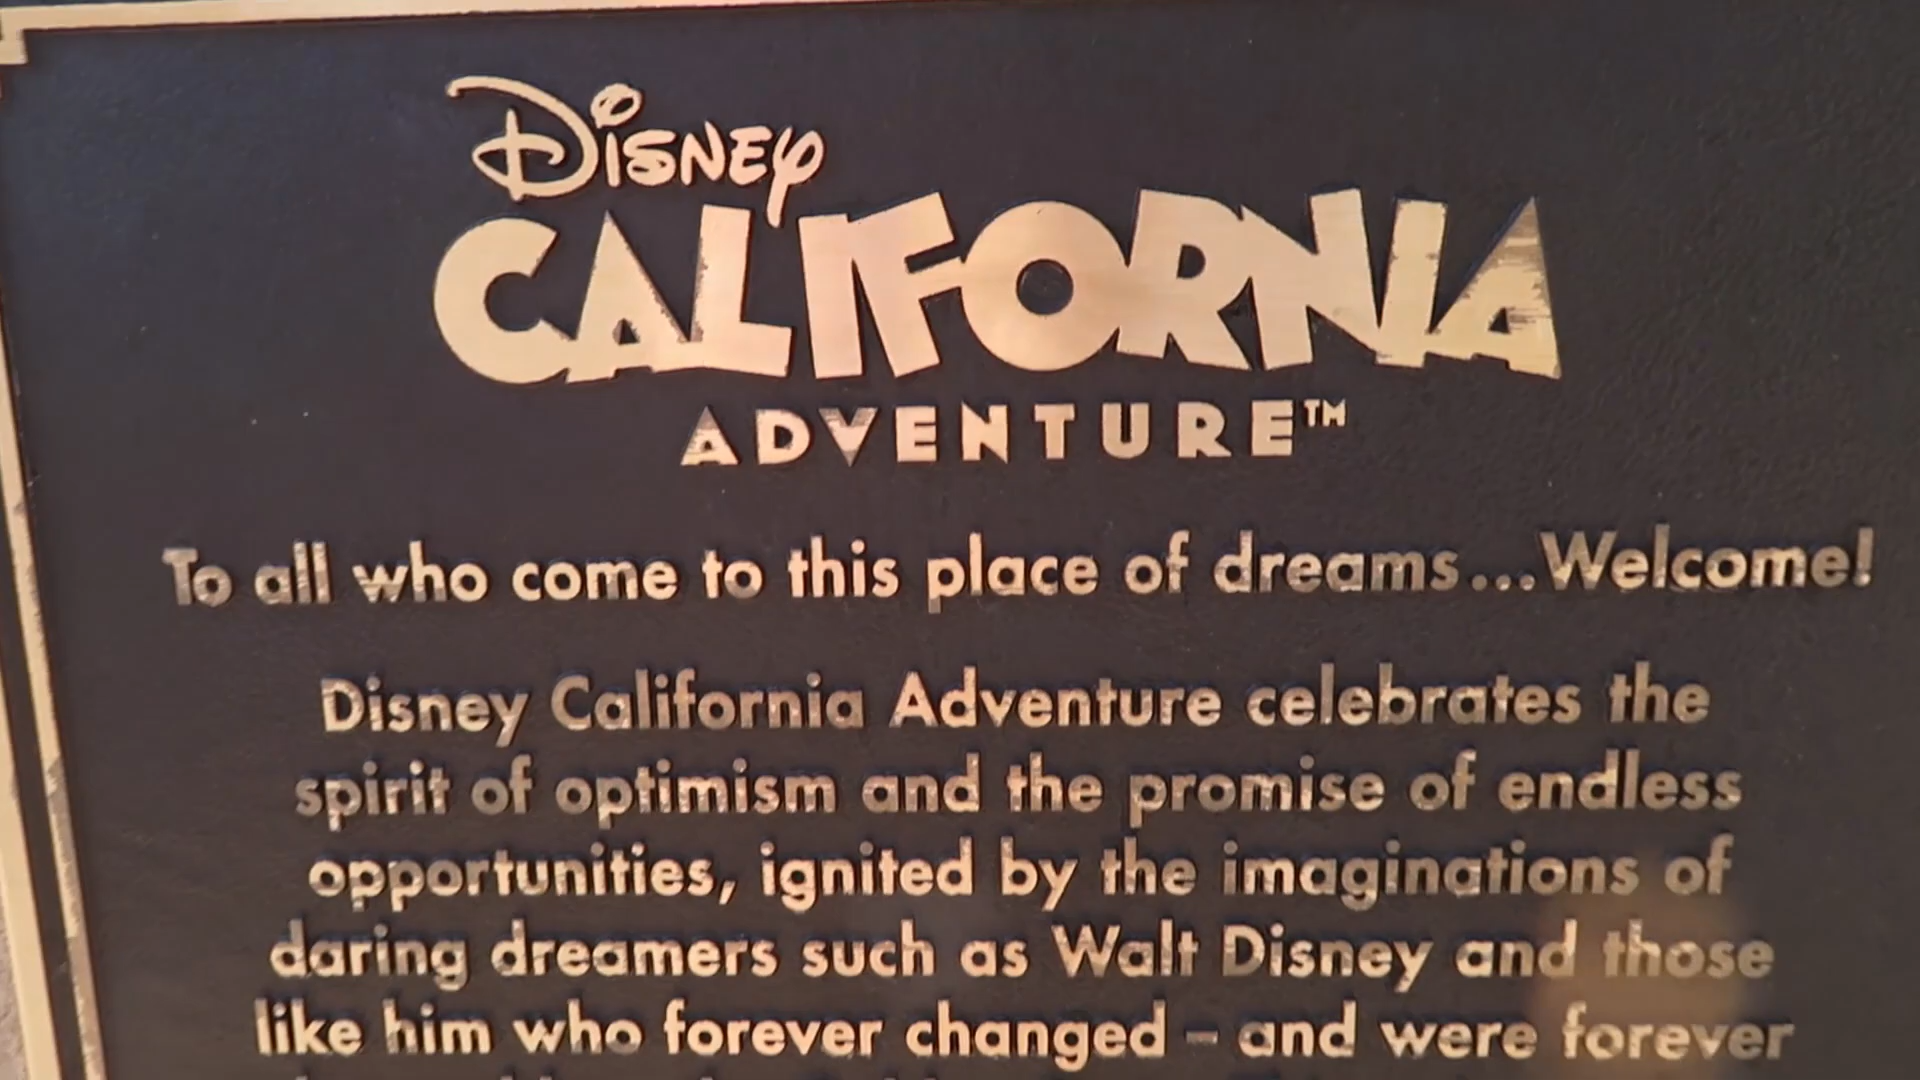 Disney
CALIFORNIA
ADVENTURE™
To all who come to this place of dreams...Welcome!
Disney California Adventure celebrates the
spirit of optimism and the promise of endless
opportunities, ignited by the imaginations of
daring dreamers such as Walt Disney and those
like him who forever changed – and were forever